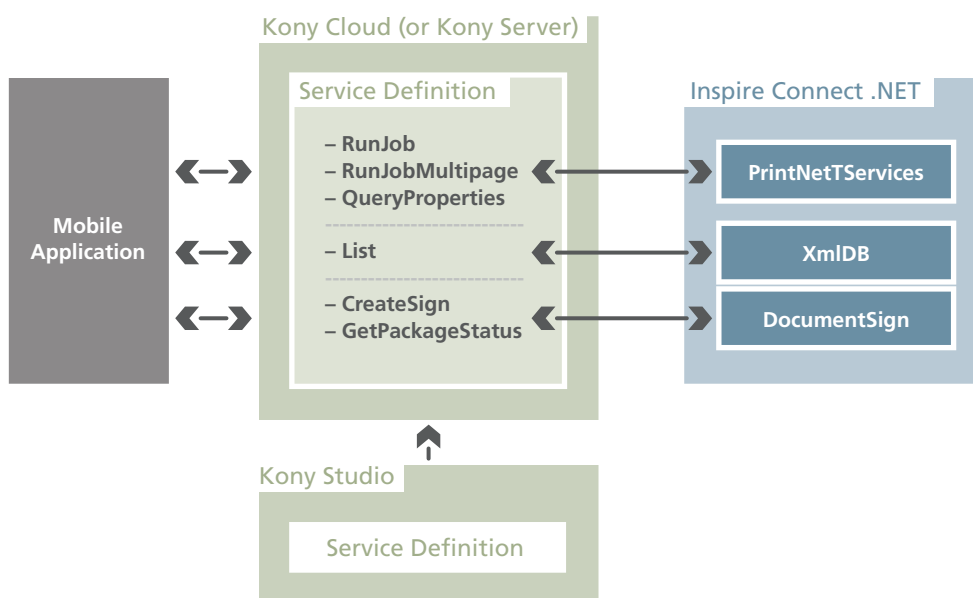 Kony Cloud (or Kony Server)
Service Definition
– RunJob
– RunJobMultipage
– QueryProperties
– List
– CreateSign
– GetPackageStatus
Mobile
Application
Inspire Connect .NET
PrintNetTServices
XmlDB
DocumentSign
Kony Studio
Service Definition